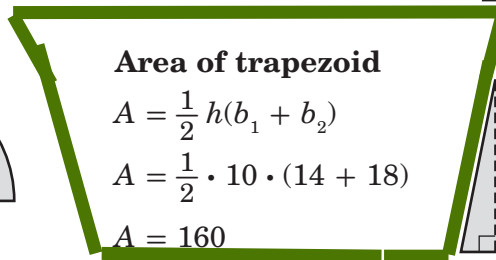 Area of trapezoid
A = 1/2 h(b₁ + b₂)
A = 1/2 · 10 · (14 + 18)
A = 160